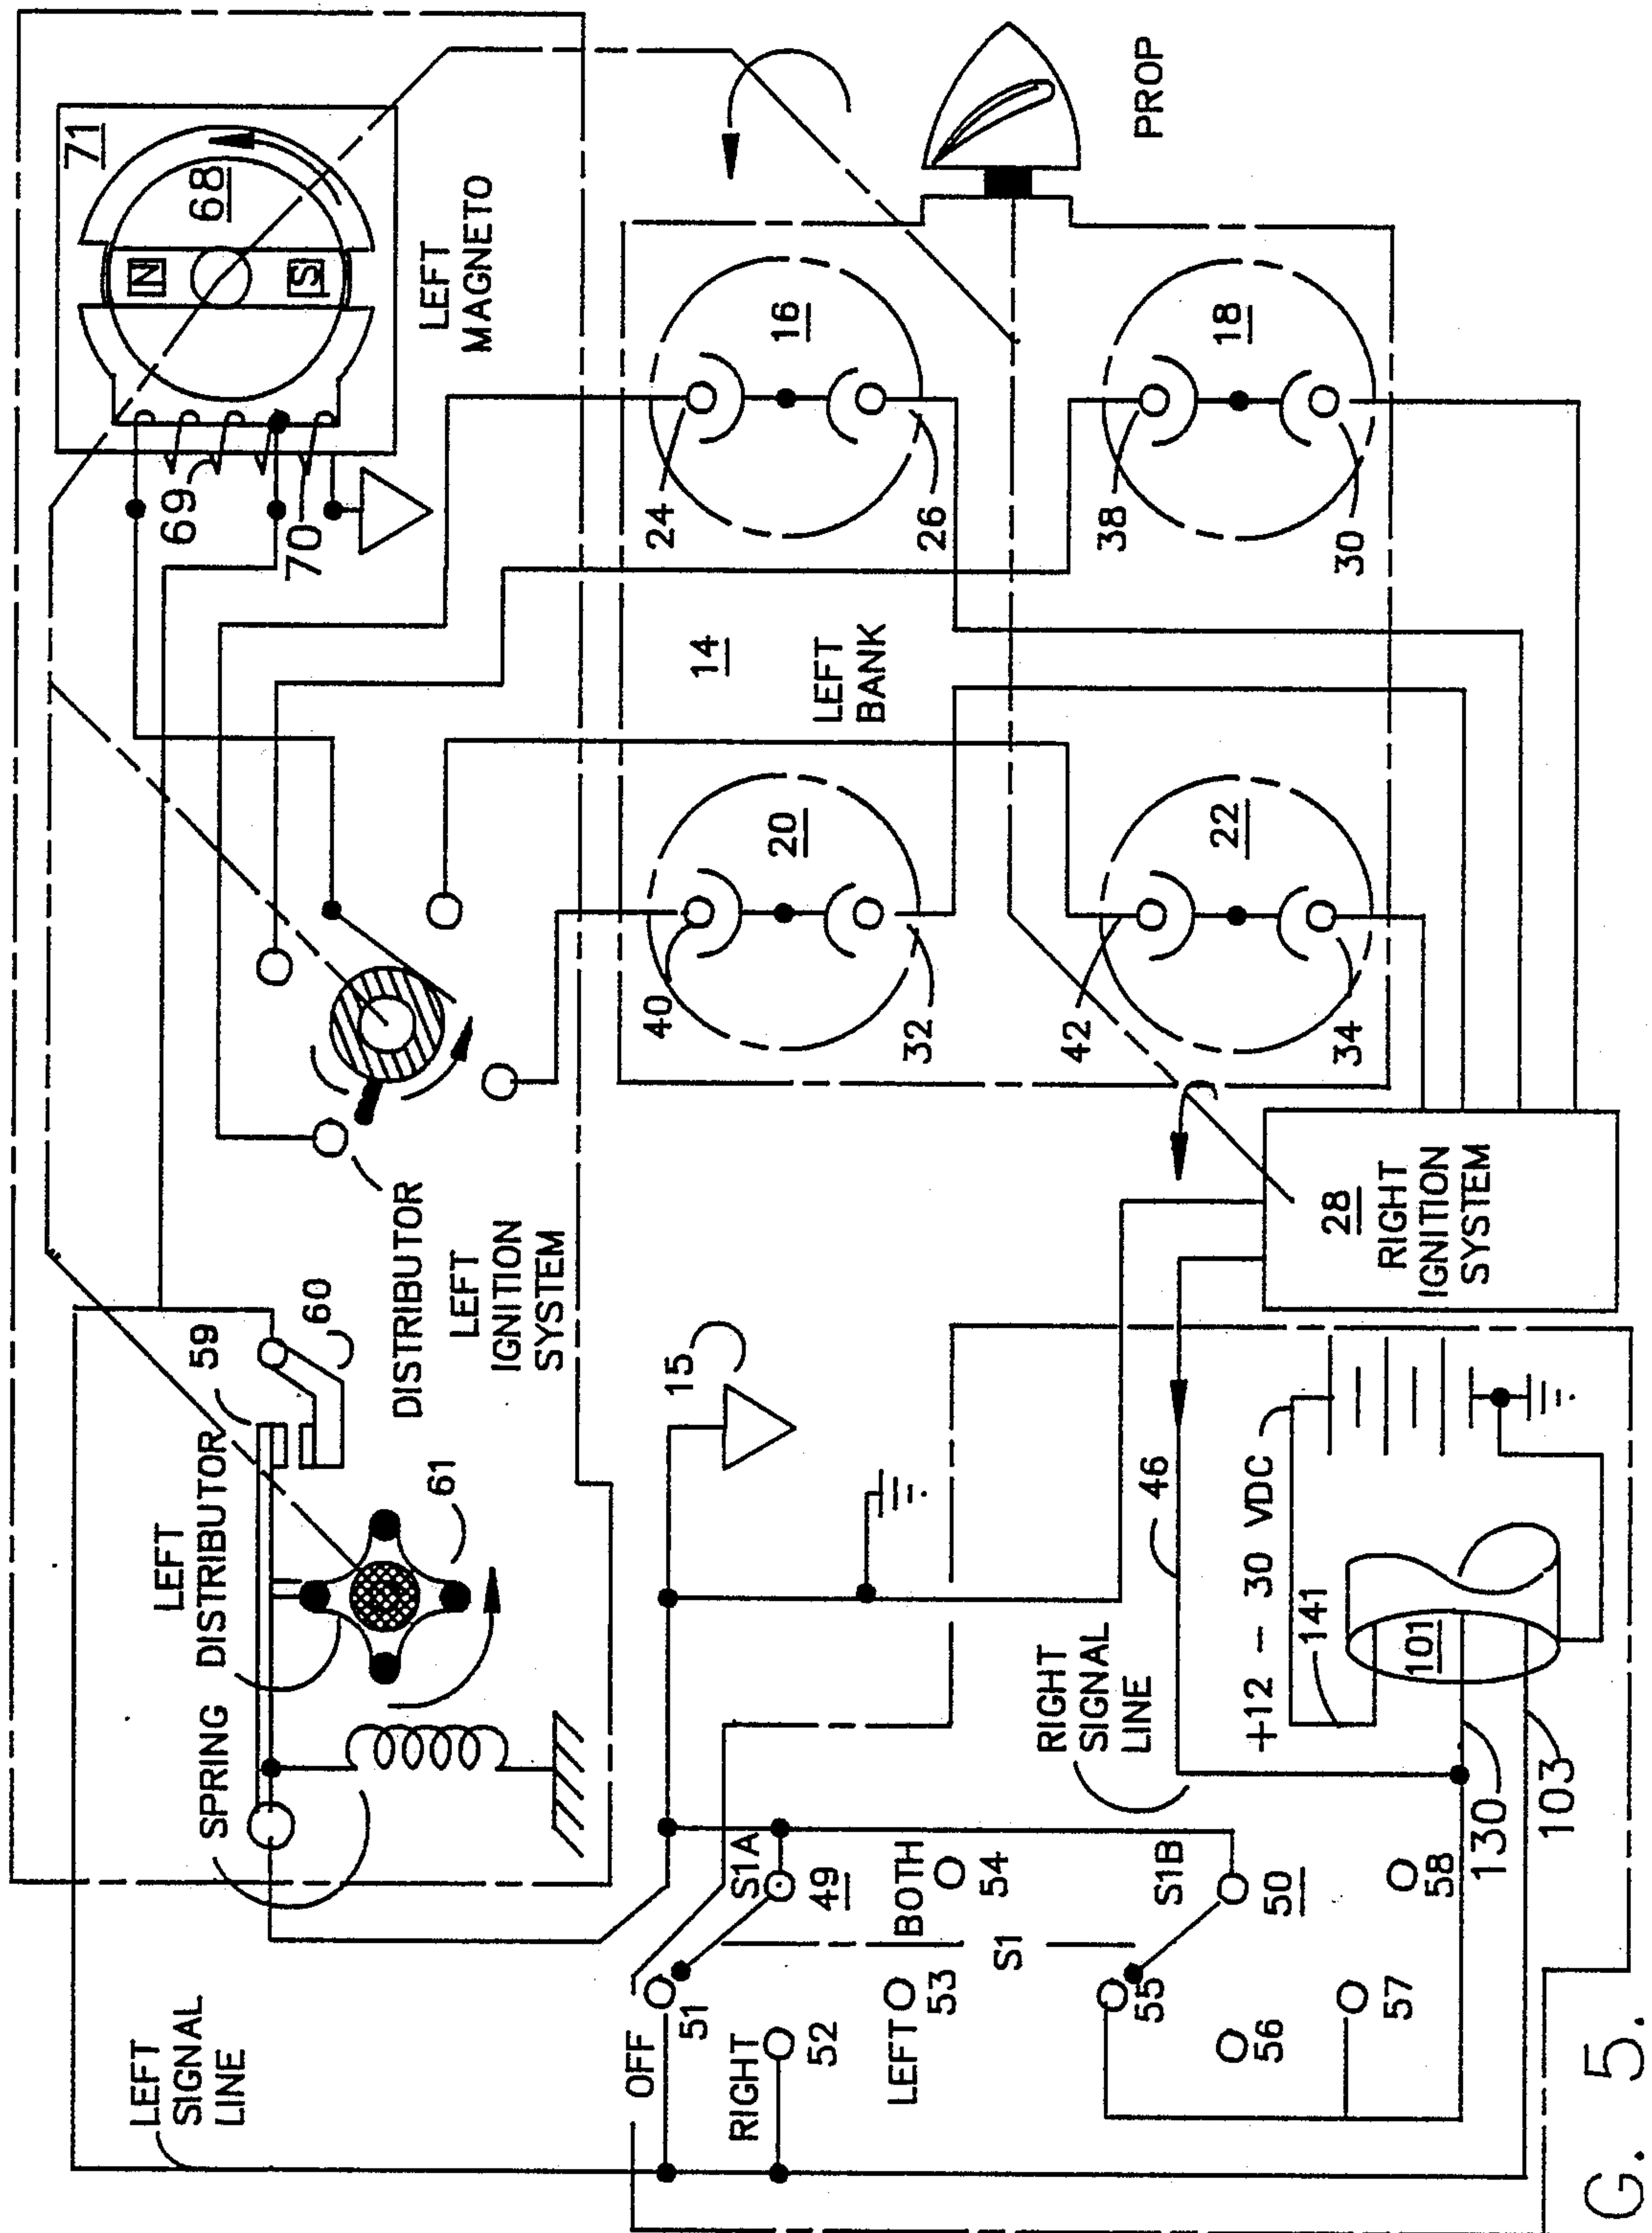 71
68
N
S
LEFT
MAGNETO
69
70
PROP
16
18
24
26
38
30
14
LEFT
BANK
20
22
40
32
42
34
59
60
DISTRIBUTOR
LEFT
IGNITION
SYSTEM
28
RIGHT
IGNITION
SYSTEM
LEFT
DISTRIBUTOR
SPRING
61
15
46
+12 - 30 VDC
141
101
RIGHT
SIGNAL
LINE
130
103
S1A
49
BOTH
54
S1B
50
58
S1
LEFT
SIGNAL
LINE
OFF
51
RIGHT
52
LEFT
53
55
56
57
G. 5.